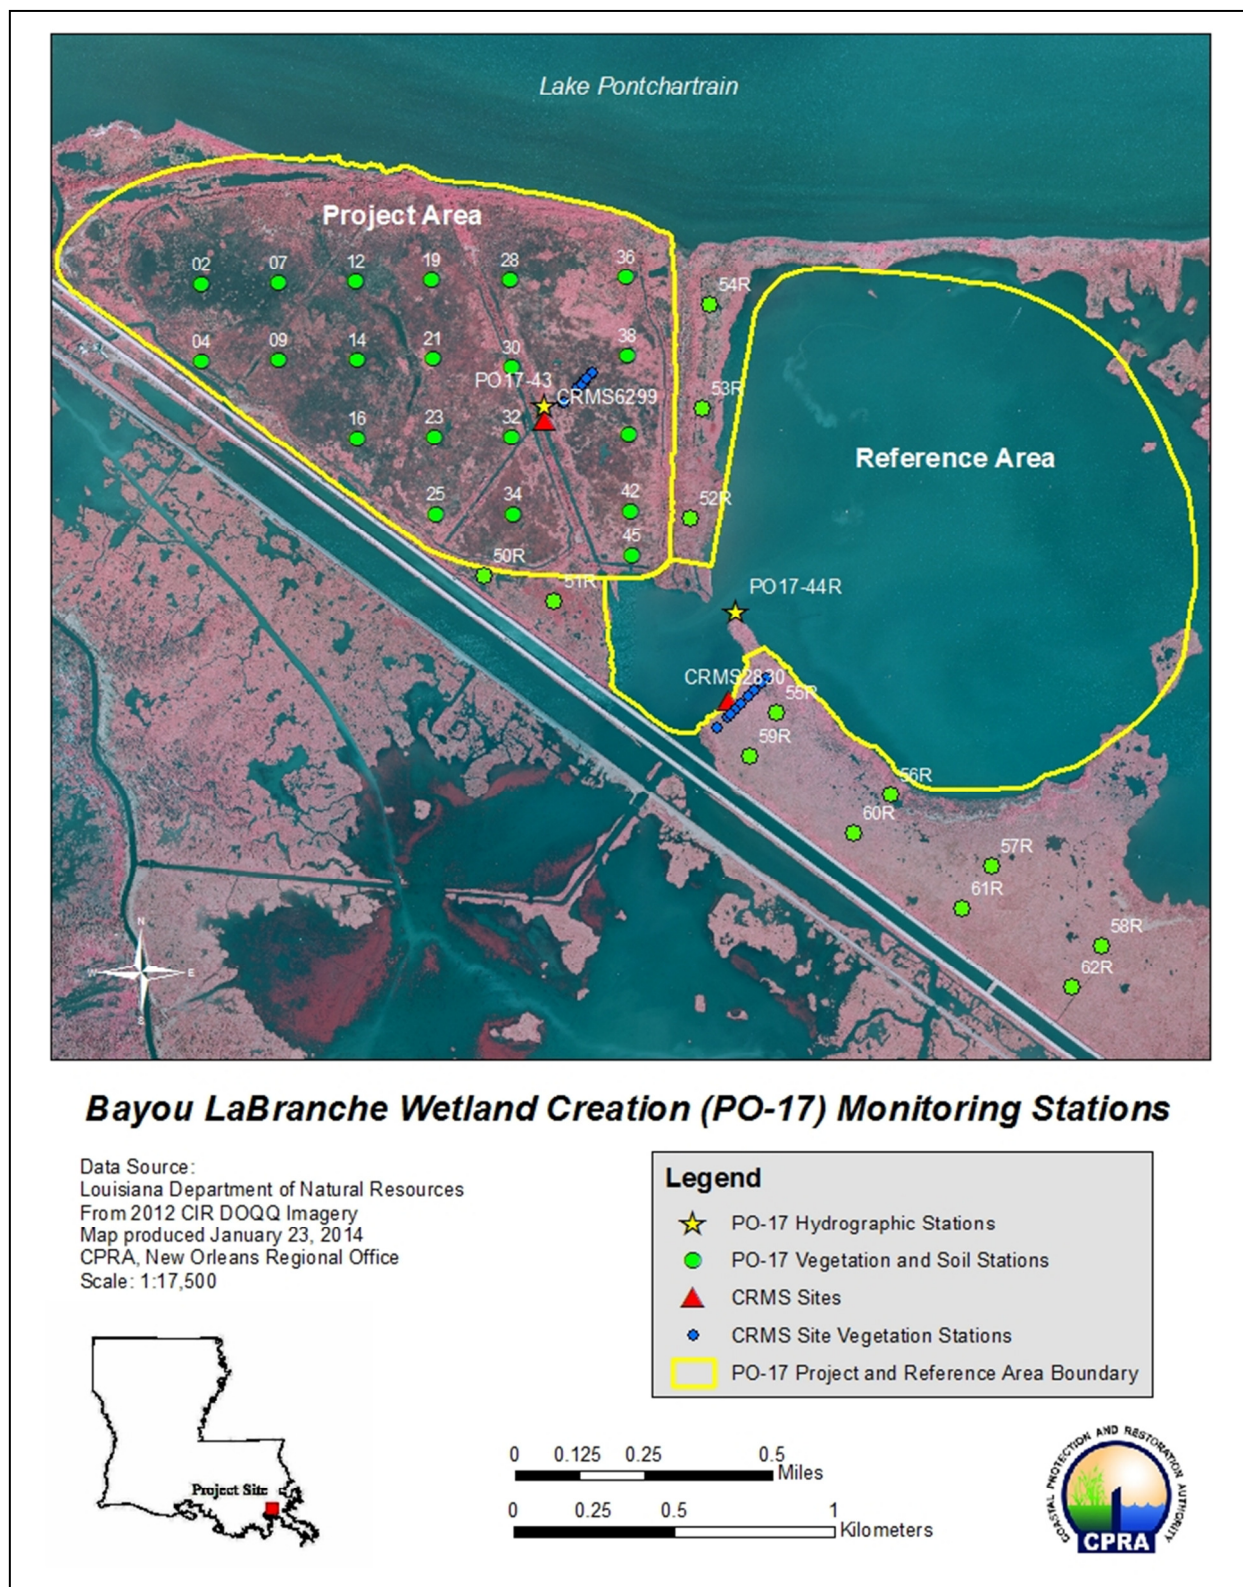 Lake Pontchartrain
Project Area
02
07
12
19
28
36
54R
04
09
14
21
30
38
PO17-43
CRMS6299
53R
16
23
32
Reference Area
25
34
42
52R
45
50R
51R
PO17-44R
CRMS2830
55R
59R
56R
60R
57R
61R
58R
62R
N
W
E
S
Bayou LaBranche Wetland Creation (PO-17) Monitoring Stations
Data Source:
Louisiana Department of Natural Resources
From 2012 CIR DOQQ Imagery
Map produced January 23, 2014
CPRA, New Orleans Regional Office
Scale: 1:17,500
Legend
PO-17 Hydrographic Stations
PO-17 Vegetation and Soil Stations
CRMS Sites
CRMS Site Vegetation Stations
PO-17 Project and Reference Area Boundary
Project Site
0 0.125 0.25 0.5
Miles
0 0.25 0.5 1
Kilometers
COASTAL PROTECTION AND RESTORATION AUTHORITY
CPRA